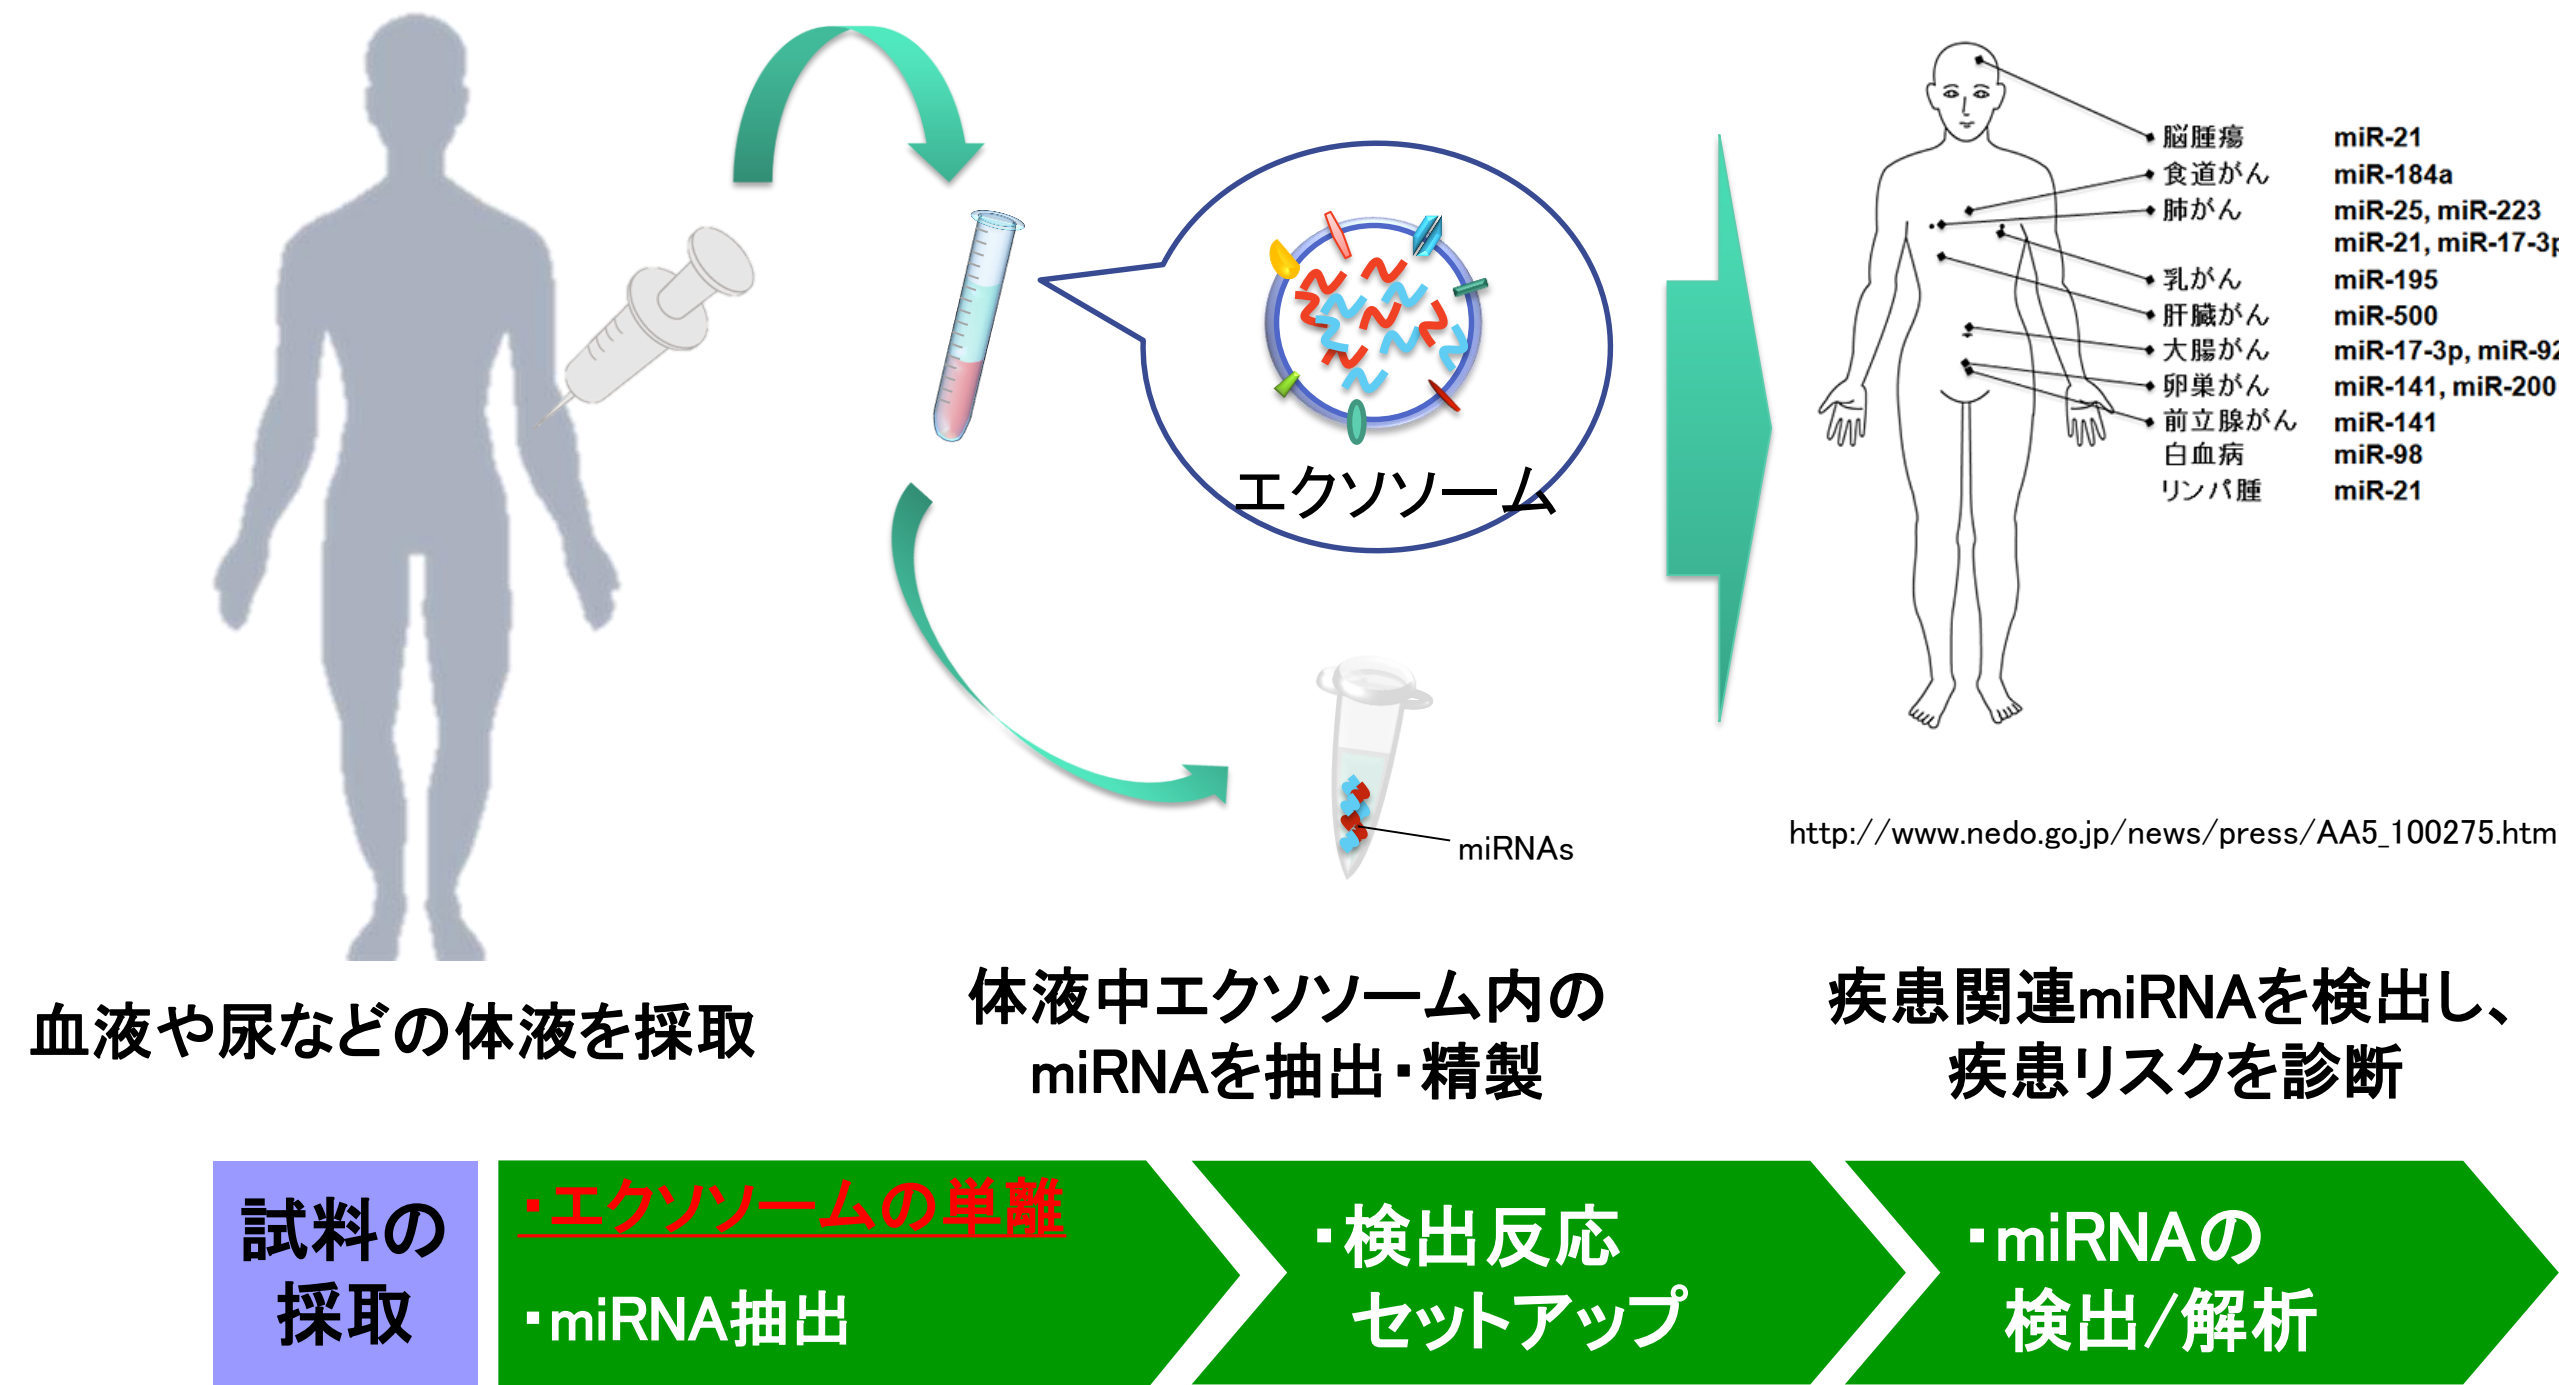 脳腫瘍 miR-21
食道がん miR-184a
肺がん miR-25, miR-223
miR-21, miR-17-3p
乳がん miR-195
肝臓がん miR-500
大腸がん miR-17-3p, miR-92
卵巣がん miR-141, miR-200
前立腺がん miR-141
白血病 miR-98
リンパ腫 miR-21
エクソソーム
miRNAs
http://www.nedo.go.jp/news/press/AA5_100275.htm
血液や尿などの体液を採取
体液中エクソソーム内の
miRNAを抽出・精製
疾患関連miRNAを検出し、
疾患リスクを診断
試料の
採取
・エクソソームの単離
・miRNA抽出
・検出反応
セットアップ
・miRNAの
検出/解析